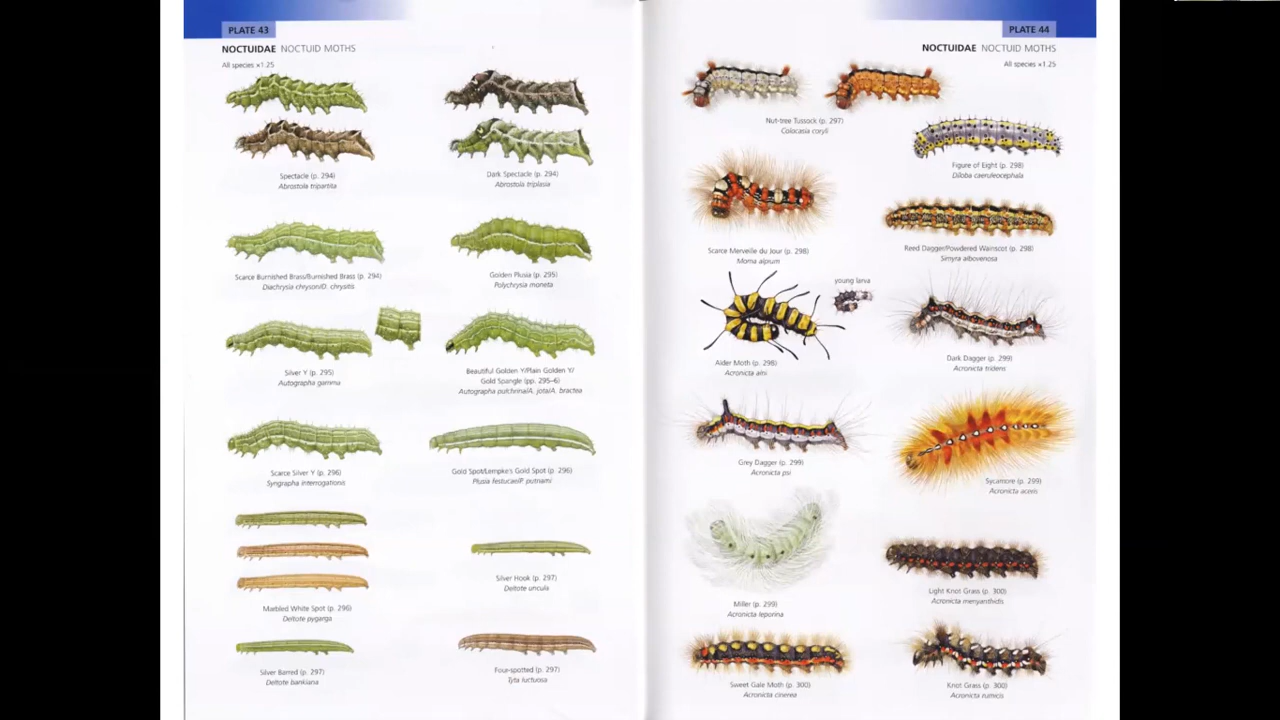 PLATE 43
NOCTUIDAE NOCTUID MOTHS
All species ×1.25
Spectacle (p. 294)
Abrostola tripartita
Dark Spectacle (p. 294)
Abrostola triplasia
Scarce Burnished Brass/Burnished Brass (p. 294)
Diachrysia chryson/D. chrysitis
Golden Plusia (p. 295)
Polychrysia moneta
Silver Y (p. 295)
Autographa gamma
Beautiful Golden Y/Plain Golden Y/
Gold Spangle (pp. 295–6)
Autographa pulchrina/A. jota/A. bractea
Scarce Silver Y (p. 296)
Syngrapha interrogationis
Gold Spot/Lempke's Gold Spot (p. 296)
Plusia festucae/P. putnami
Marbled White Spot (p. 296)
Deltote pygarga
Silver Hook (p. 297)
Deltote uncula
Silver Barred (p. 297)
Deltote bankiana
Four-spotted (p. 297)
Tyta luctuosa
PLATE 44
NOCTUIDAE NOCTUID MOTHS
All species ×1.25
Nut-tree Tussock (p. 297)
Colocasia coryli
Figure of Eight (p. 298)
Diloba caeruleocephala
Scarce Merveille du Jour (p. 298)
Moma alpium
Reed Dagger/Powdered Wainscot (p. 298)
Simyra albovenosa
young larva
Alder Moth (p. 298)
Acronicta alni
Dark Dagger (p. 299)
Acronicta tridens
Grey Dagger (p. 299)
Acronicta psi
Sycamore (p. 299)
Acronicta aceris
Miller (p. 299)
Acronicta leporina
Light Knot Grass (p. 300)
Acronicta menyanthidis
Sweet Gale Moth (p. 300)
Acronicta cinerea
Knot Grass (p. 300)
Acronicta rumicis